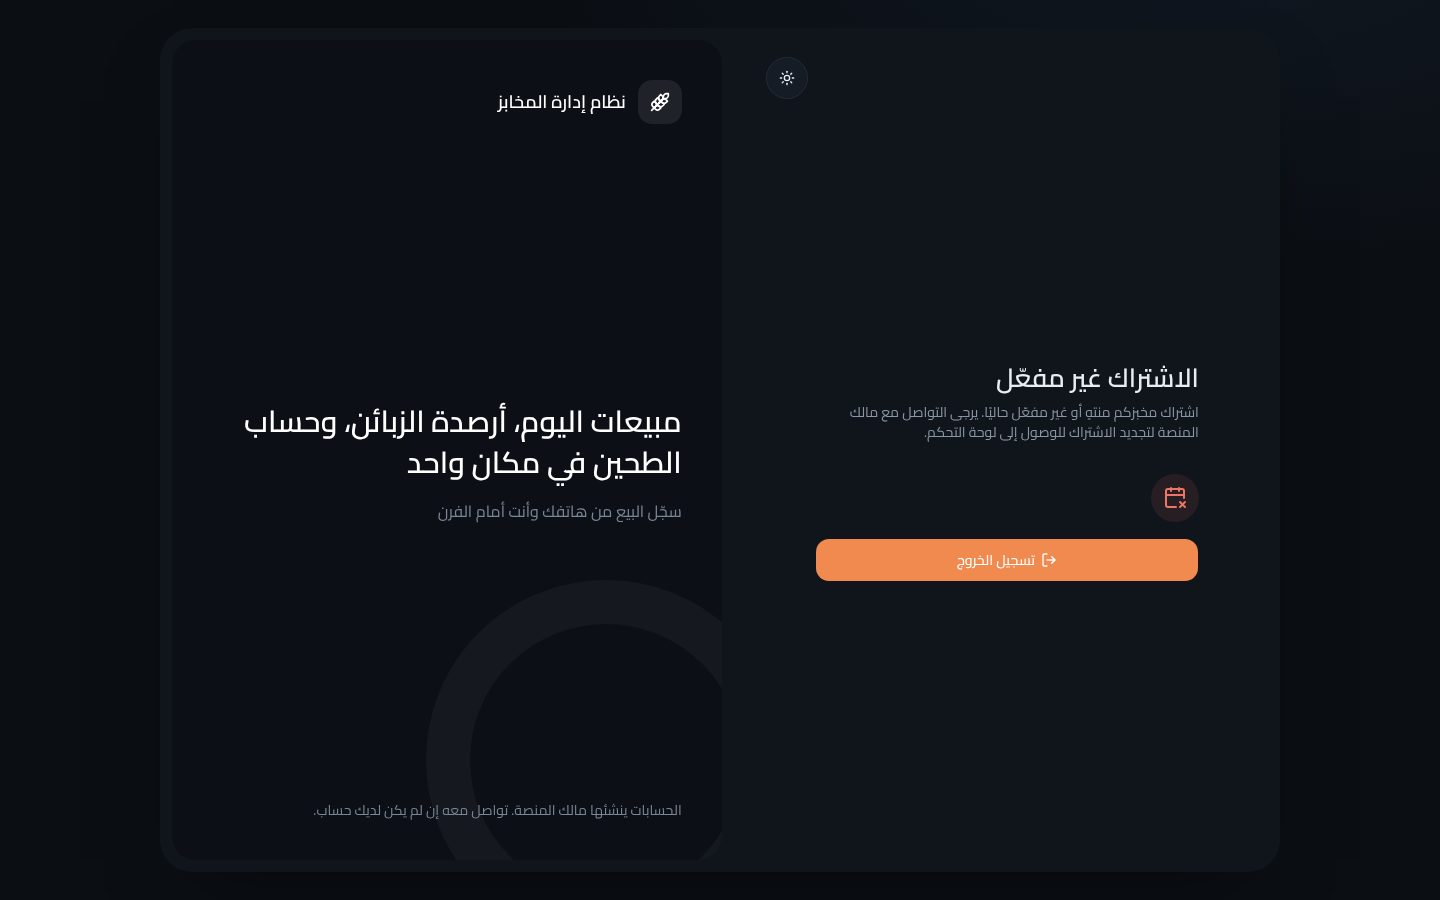 الاشتراك غير مفعّل
اشتراك مخبزكم منتهٍ أو غير مفعّل حاليًا. يرجى التواصل مع مالك
المنصة لتجديد الاشتراك للوصول إلى لوحة التحكم.
تسجيل الخروج
نظام إدارة المخابز
مبيعات اليوم، أرصدة الزبائن، وحساب
الطحين في مكان واحد
سجّل البيع من هاتفك وأنت أمام الفرن
الحسابات ينشئها مالك المنصة. تواصل معه إن لم يكن لديك حساب.